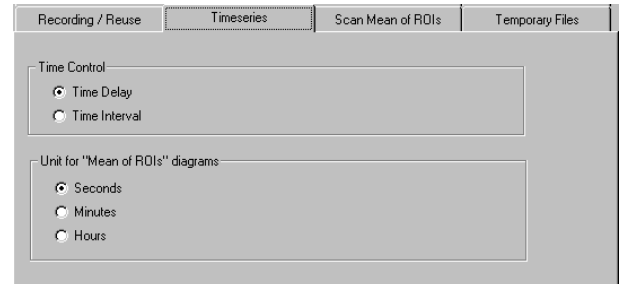 Recording / Reuse Timeseries Scan Mean of ROIs Temporary Files
Time Control
Time Delay
Time Interval
Unit for "Mean of ROIs" diagrams
Seconds
Minutes
Hours